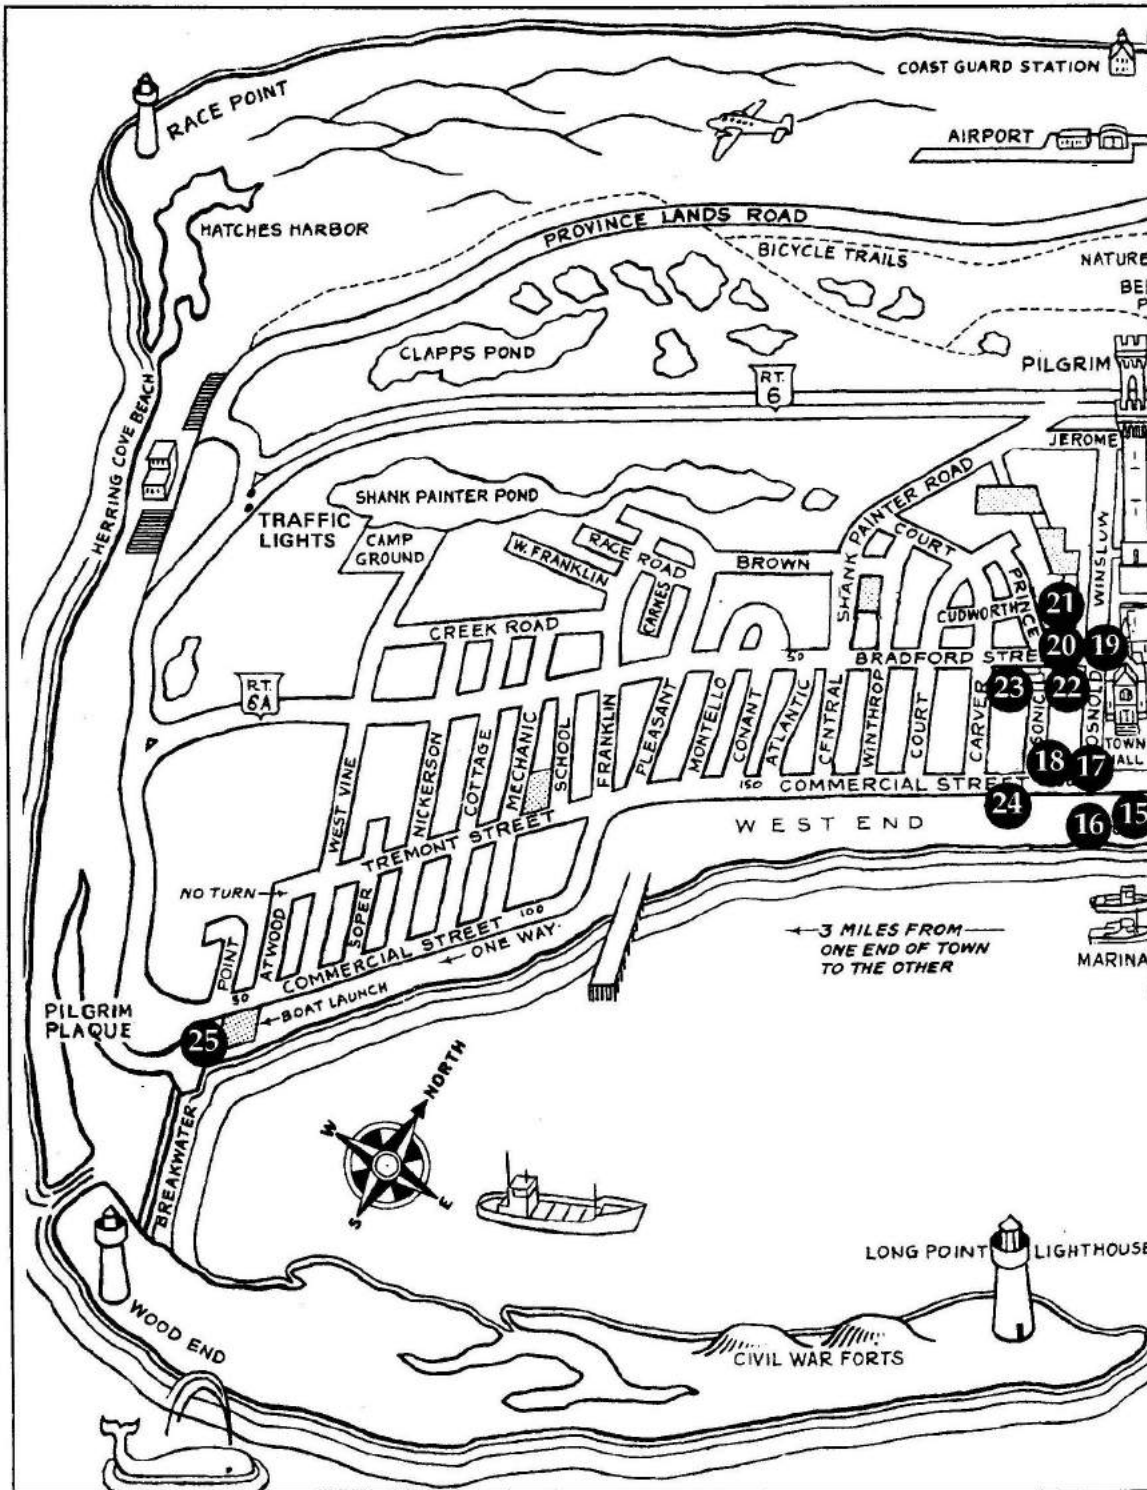 COAST GUARD STATION
RACE POINT
AIRPORT
HATCHES HARBOR
PROVINCE LANDS ROAD
BICYCLE TRAILS
NATURE
CLAPPS POND
PILGRIM
RT.
6
HERRING COVE BEACH
JEROME
SHANK PAINTER POND
SHANK PAINTER ROAD
TRAFFIC
LIGHTS
CAMP
GROUND
W. FRANKLIN
RACE ROAD
CARNES
BROWN
COURT
PRINCE
WINSLOW
CUDWORTH
21
CREEK ROAD
50
BRADFORD STRE
20
19
RT.
6A
23
22
WEST VINE
NICKERSON
COTTAGE
MECHANIC
SCHOOL
FRANKLIN
PLEASANT
MONTELLO
CONANT
ATLANTIC
CENTRAL
WINTHROP
COURT
CARVER
OSNOLD
TOWN
HALL
18
17
150
COMMERCIAL STREET
24
16
15
TREMONT STREET
WEST END
NO TURN
POINT
ATWOOD
SOPER
COMMERCIAL STREET
100
ONE WAY
50
BOAT LAUNCH
3 MILES FROM
ONE END OF TOWN
TO THE OTHER
MARINA
PILGRIM
PLAQUE
25
BREAKWATER
NORTH
W
E
S
LONG POINT LIGHTHOUSE
WOOD END
CIVIL WAR FORTS